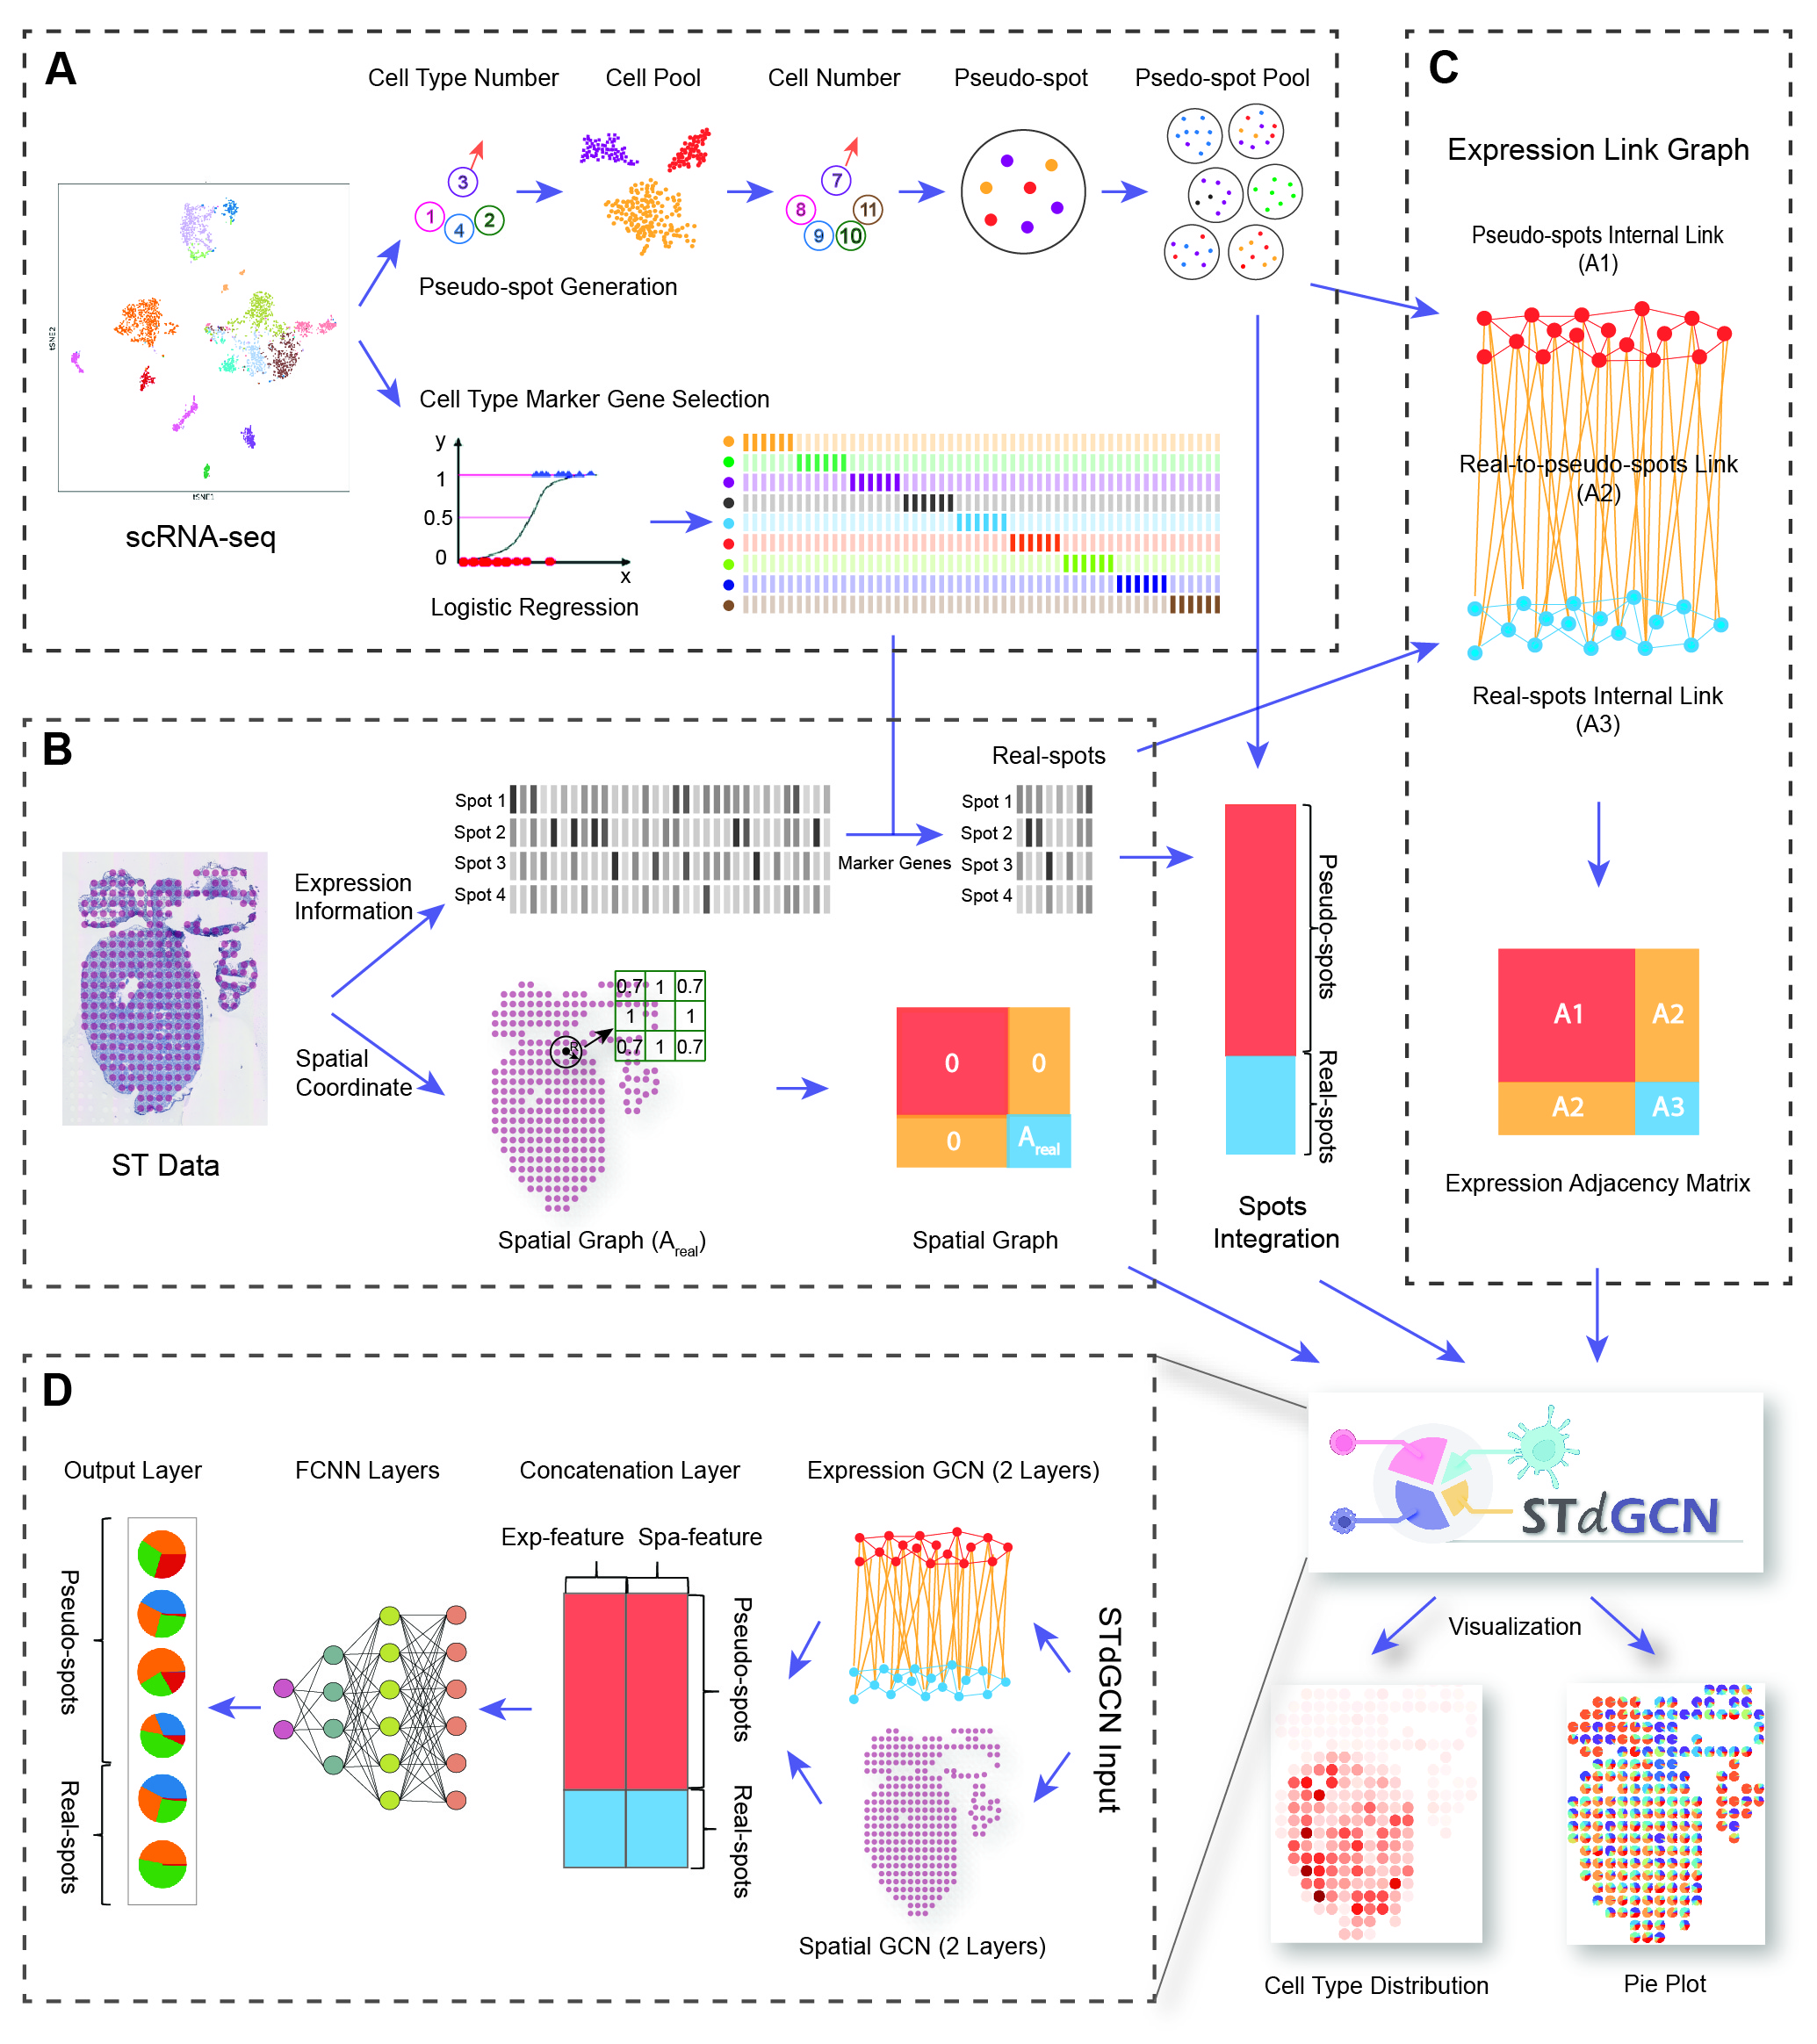 A
Cell Type Number
Cell Pool
Cell Number
Pseudo-spot
Psedo-spot Pool
3
1
4
2
7
8
11
9
10
Pseudo-spot Generation
tSNE2
tSNE1
scRNA-seq
Cell Type Marker Gene Selection
y
1
0.5
0
x
Logistic Regression
C
Expression Link Graph
Pseudo-spots Internal Link
(A1)
Real-to-pseudo-spots Link
(A2)
Real-spots Internal Link
(A3)
A1
A2
A2
A3
Expression Adjacency Matrix
B
Real-spots
Spot 1
Spot 2
Spot 3
Spot 4
Marker Genes
Spot 1
Spot 2
Spot 3
Spot 4
Expression
Information
Spatial
Coordinate
ST Data
R
0.7 1 0.7
1 1
0.7 1 0.7
Spatial Graph (Areal)
0
0
0
Areal
Spatial Graph
Pseudo-spots
Real-spots
Spots
Integration
D
Output Layer
FCNN Layers
Concatenation Layer
Expression GCN (2 Layers)
Exp-feature
Spa-feature
Pseudo-spots
Real-spots
Pseudo-spots
Real-spots
STdGCN Input
Spatial GCN (2 Layers)
STdGCN
Visualization
Cell Type Distribution
Pie Plot